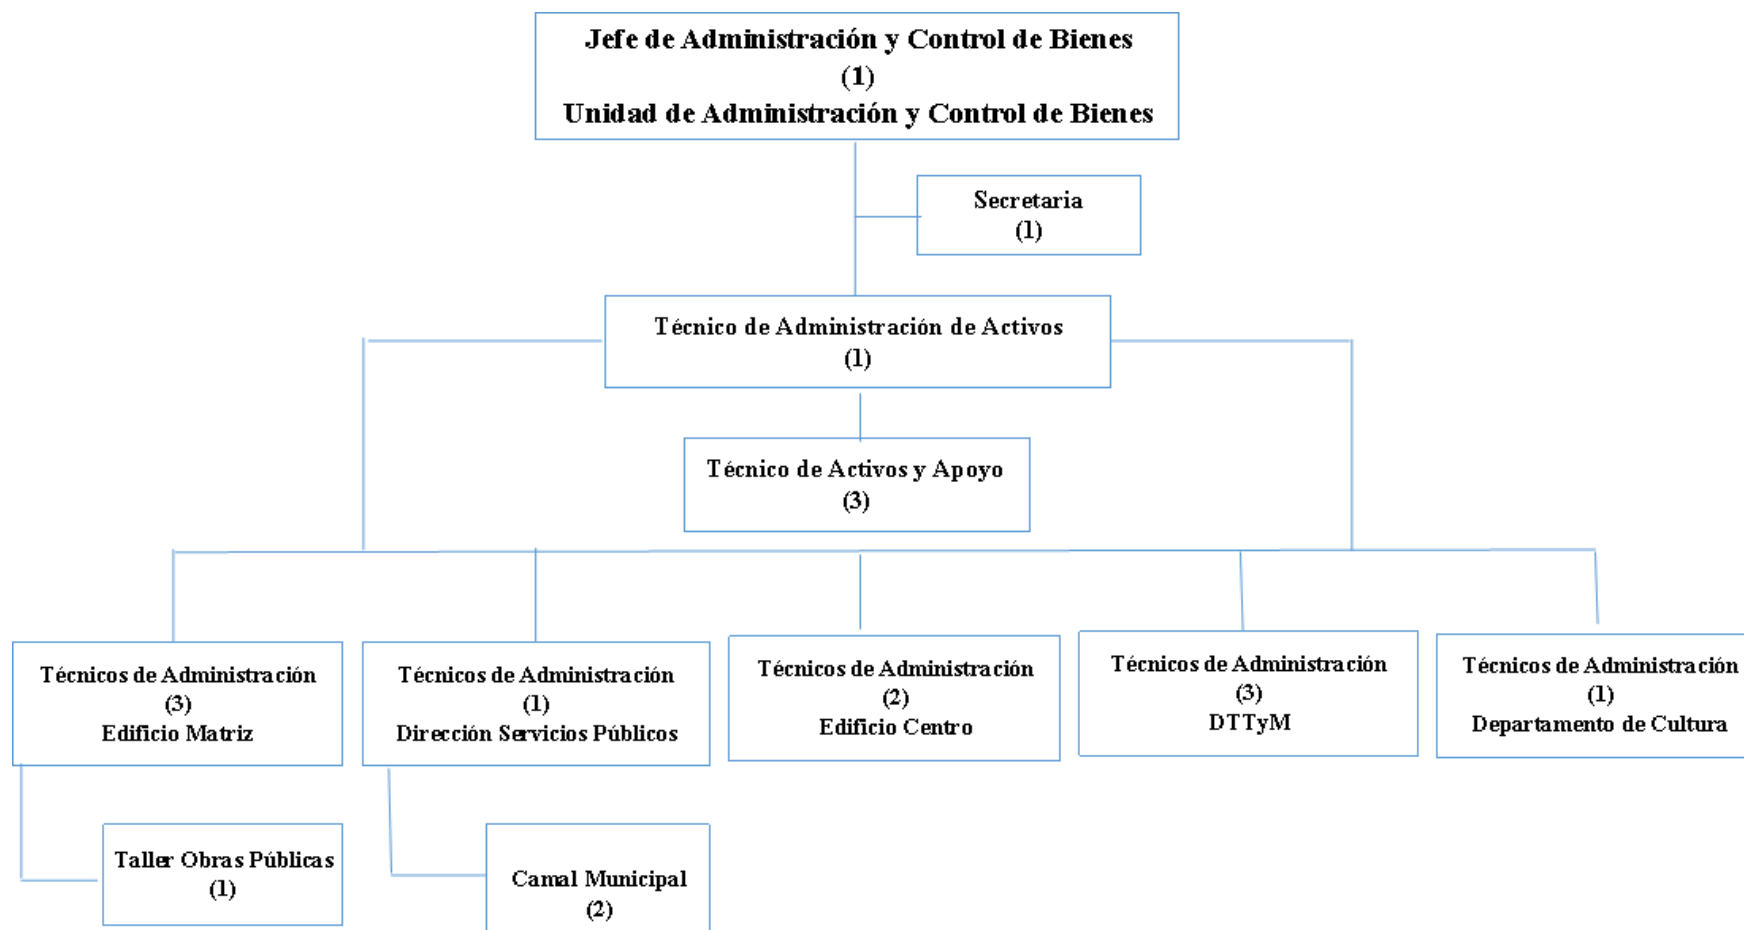 Jefe de Administración y Control de Bienes
(1)
Unidad de Administración y Control de Bienes
Secretaria
(1)
Técnico de Administración de Activos
(1)
Técnico de Activos y Apoyo
(3)
Técnicos de Administración
(3)
Edificio Matriz
Técnicos de Administración
(1)
Dirección Servicios Públicos
Técnicos de Administración
(2)
Edificio Centro
Técnicos de Administración
(3)
DTTyM
Técnicos de Administración
(1)
Departamento de Cultura
Taller Obras Públicas
(1)
Camal Municipal
(2)